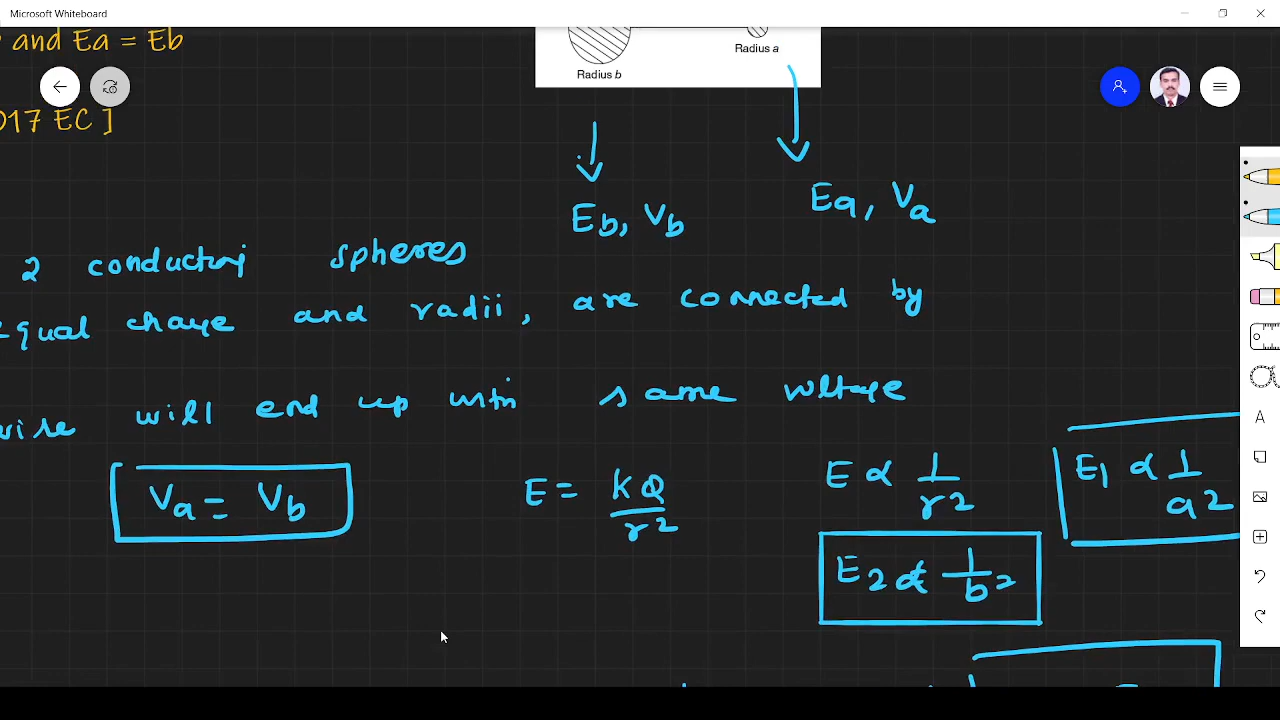 Microsoft Whiteboard
and Ea = Eb
Radius b
Radius a
017 EC ]
Eb, Vb
Ea, Va
2 conducting spheres
equal charge and radii, are connected by
wire will end up with same voltage
Va = Vb
E = kQ/r²
E ∝ 1/r²
E₁ ∝ 1/a²
E₂ ∝ 1/b²
A